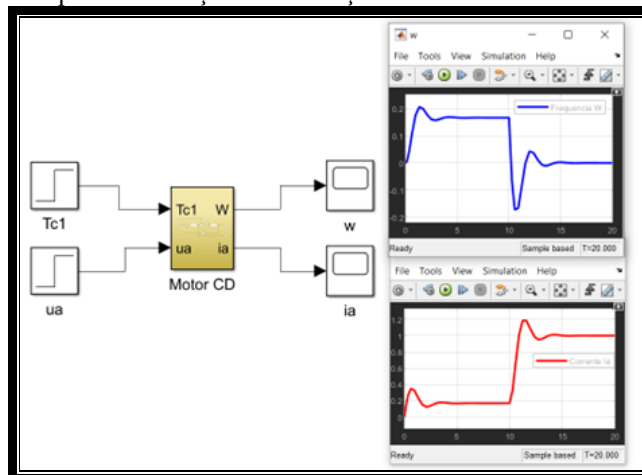 w
File Tools View Simulation Help
Frequencia W
0.2
0.1
0
-0.1
-0.2
0 5 10 15 20
Ready Sample based T=20.000
Tc1
ua
Tc1 W
ua ia
Motor CD
w
ia
File Tools View Simulation Help
Corrente Ia
1.2
1
0.8
0.6
0.4
0.2
0
0 5 10 15 20
Ready Sample based T=20.000